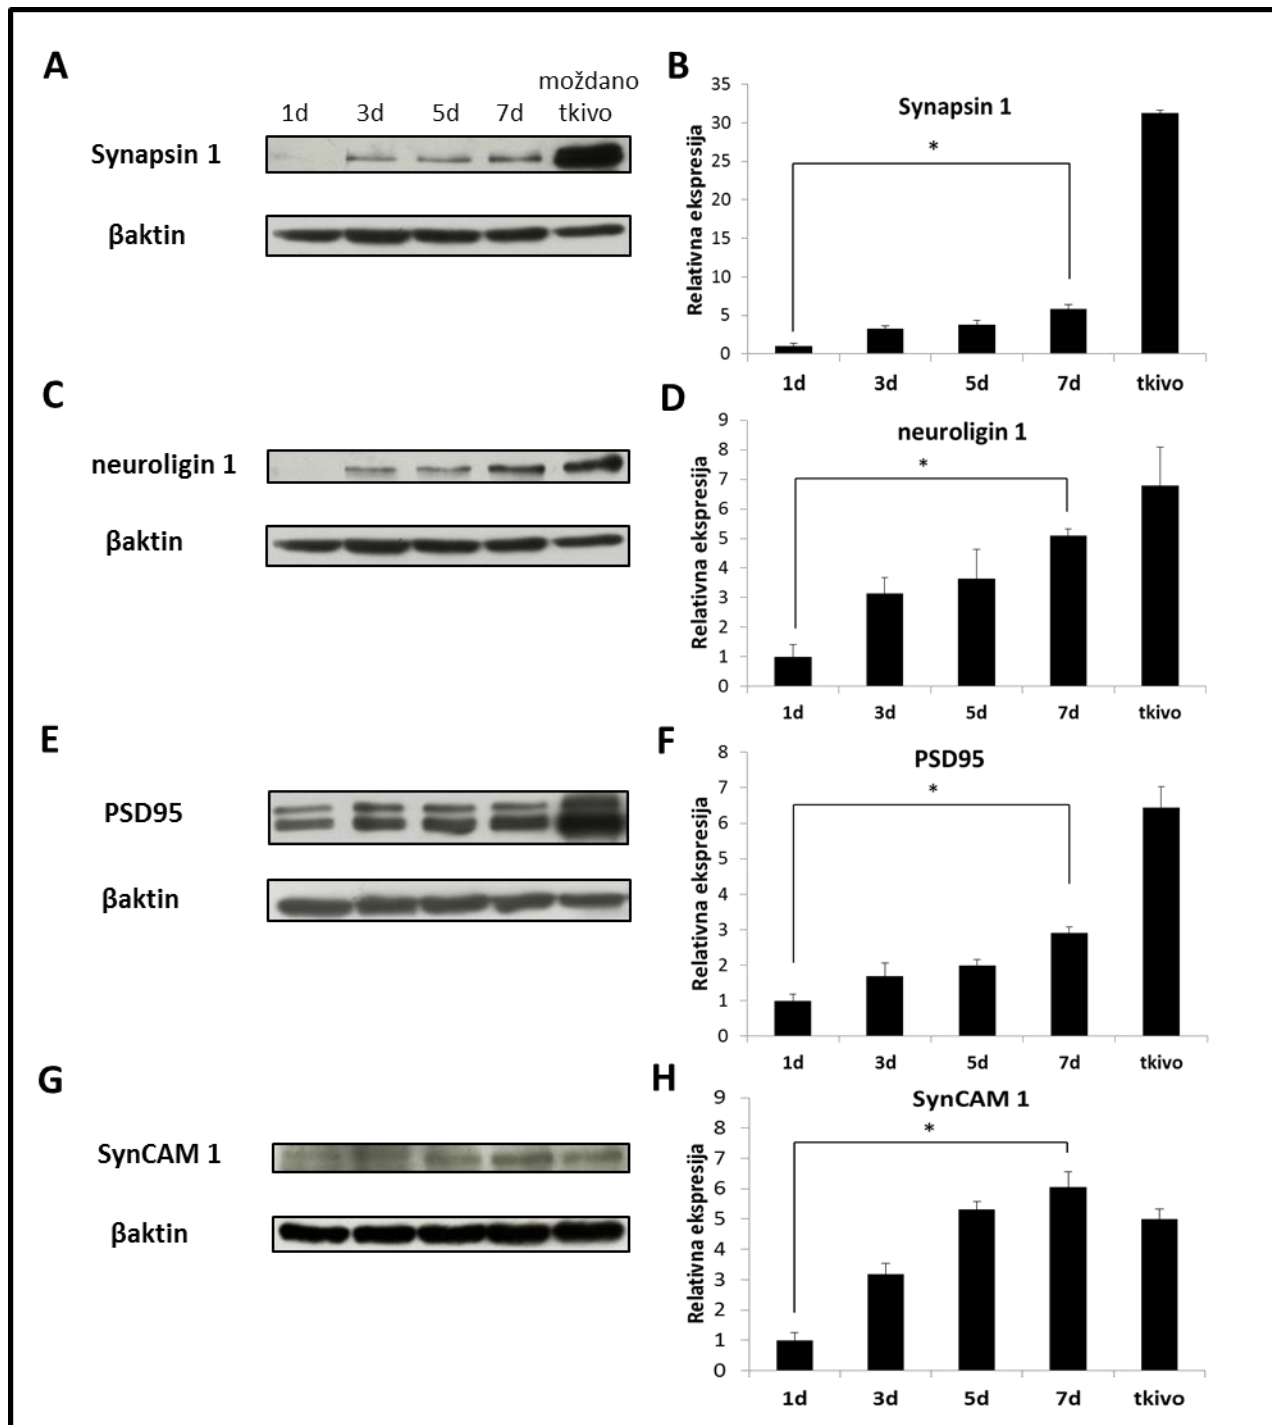 A
1d 3d 5d 7d moždano
tkivo
Synapsin 1
βaktin
B
Synapsin 1
*
Relativna ekspresija
35
30
25
20
15
10
5
0
1d 3d 5d 7d tkivo
C
neuroligin 1
βaktin
D
neuroligin 1
*
Relativna ekspresija
9
8
7
6
5
4
3
2
1
0
1d 3d 5d 7d tkivo
E
PSD95
βaktin
F
PSD95
*
Relativna ekspresija
8
7
6
5
4
3
2
1
0
1d 3d 5d 7d tkivo
G
SynCAM 1
βaktin
H
SynCAM 1
*
Relativna ekspresija
9
8
7
6
5
4
3
2
1
0
1d 3d 5d 7d tkivo